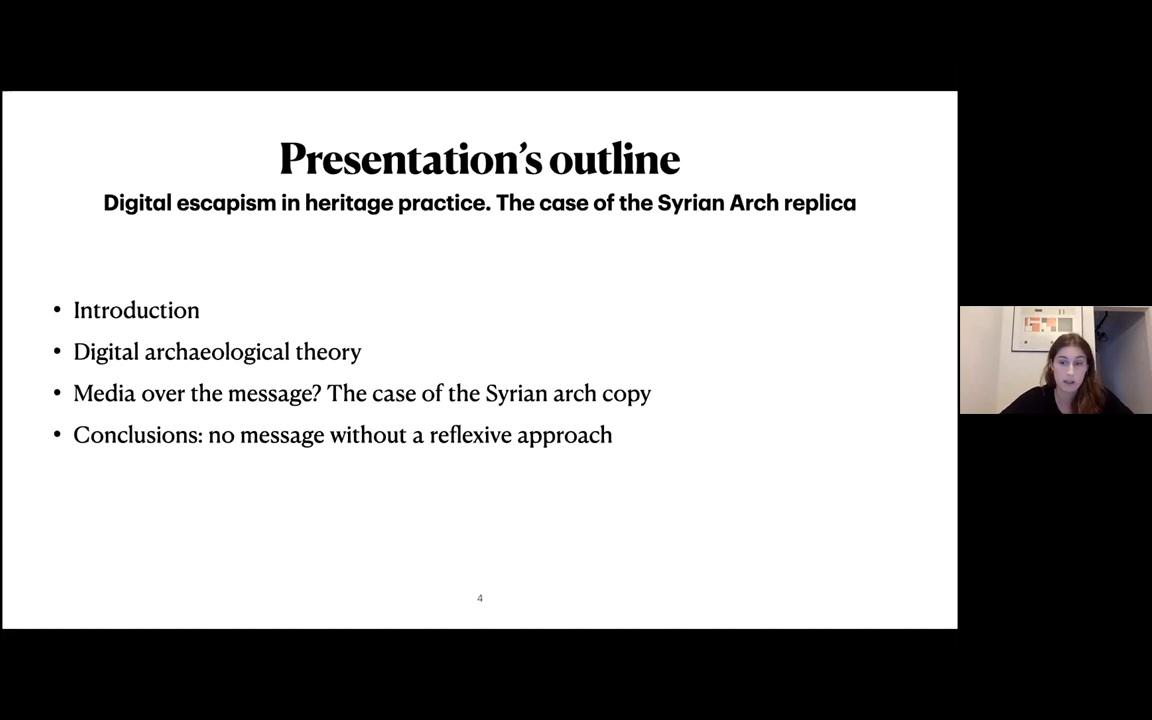 Presentation’s outline
Digital escapism in heritage practice. The case of the Syrian Arch replica
• Introduction
• Digital archaeological theory
• Media over the message? The case of the Syrian arch copy
• Conclusions: no message without a reflexive approach
4